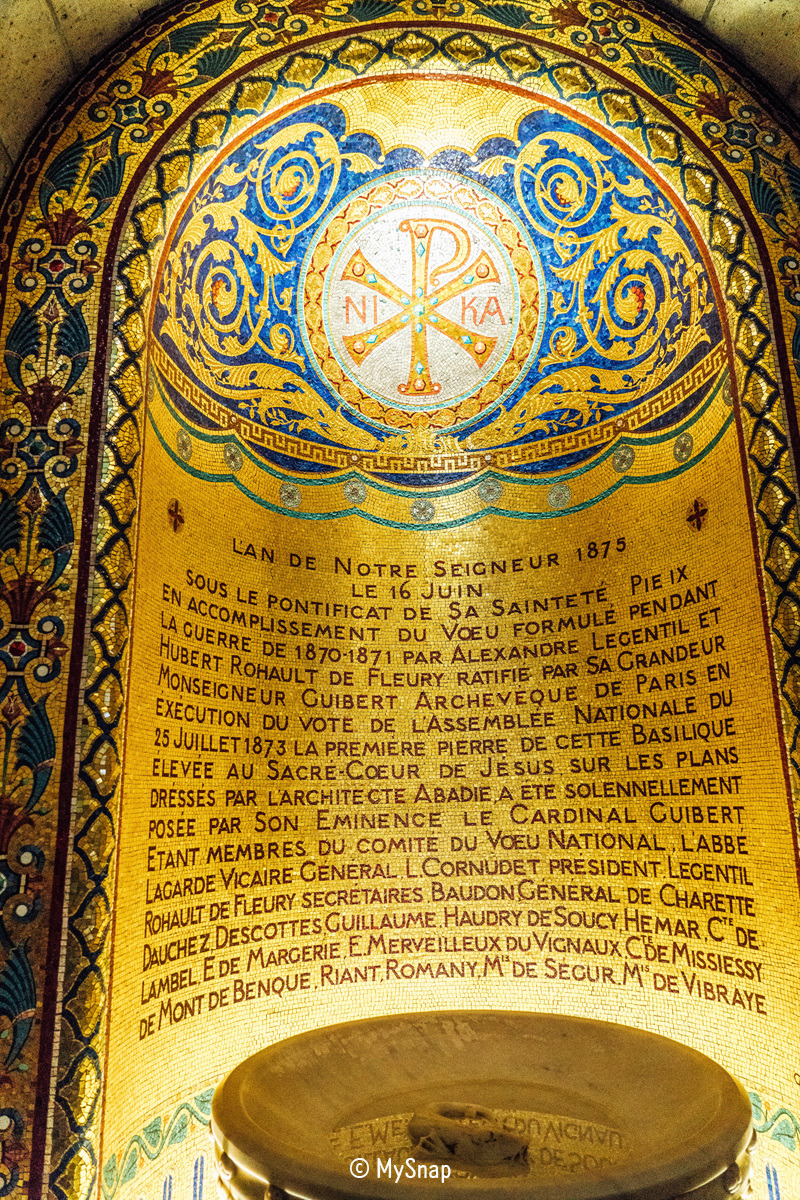 NI KA
L'AN DE NOTRE SEIGNEUR 1875
LE 16 JUIN
SOUS LE PONTIFICAT DE SA SAINTETÉ PIE IX
EN ACCOMPLISSEMENT DU VŒU FORMULÉ PENDANT
LA GUERRE DE 1870-1871 PAR ALEXANDRE LEGENTIL ET
HUBERT ROHAULT DE FLEURY RATIFIÉ PAR SA GRANDEUR
MONSEIGNEUR GUIBERT ARCHEVÊQUE DE PARIS EN
EXÉCUTION DU VOTE DE L'ASSEMBLÉE NATIONALE DU
25 JUILLET 1873 LA PREMIÈRE PIERRE DE CETTE BASILIQUE
ÉLEVÉE AU SACRÉ-CŒUR DE JÉSUS SUR LES PLANS
DRESSÉS PAR L'ARCHITECTE ABADIE, A ÉTÉ SOLENNELLEMENT
POSÉE PAR SON ÉMINENCE LE CARDINAL GUIBERT
ÉTANT MEMBRES DU COMITÉ DU VŒU NATIONAL, L'ABBÉ
LAGARDE VICAIRE GÉNÉRAL, L. CORNUDET PRÉSIDENT, LEGENTIL
ROHAULT DE FLEURY SECRÉTAIRES BAUDON, GÉNÉRAL DE CHARETTE
DAUCHEZ, DESCOTTES GUILLAUME, HAUDRY DE SOUCY, HÉMAR, CTE DE
LAMBEL, E. DE MARGERIE, E. MERVEILLEUX DU VIGNAUX, CTE DE MISSIESSY
DE MONT DE BENQUE, RIANT, ROMANY, MIS DE SÉGUR, MIS DE VIBRAYE
© MySnap